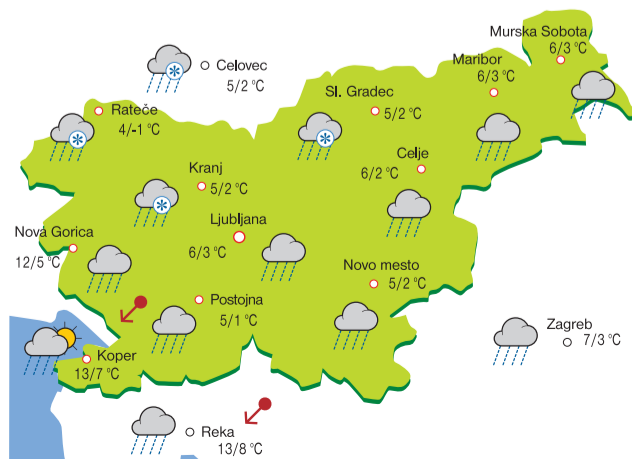 Murska Sobota
6/3 °C
Maribor
6/3 °C
Celovec
5/2 °C
Sl. Gradec
5/2 °C
Rateče
4/-1 °C
Celje
6/2 °C
Kranj
5/2 °C
Ljubljana
6/3 °C
Nova Gorica
12/5 °C
Novo mesto
5/2 °C
Postojna
5/1 °C
Zagreb
7/3 °C
Koper
13/7 °C
Reka
13/8 °C